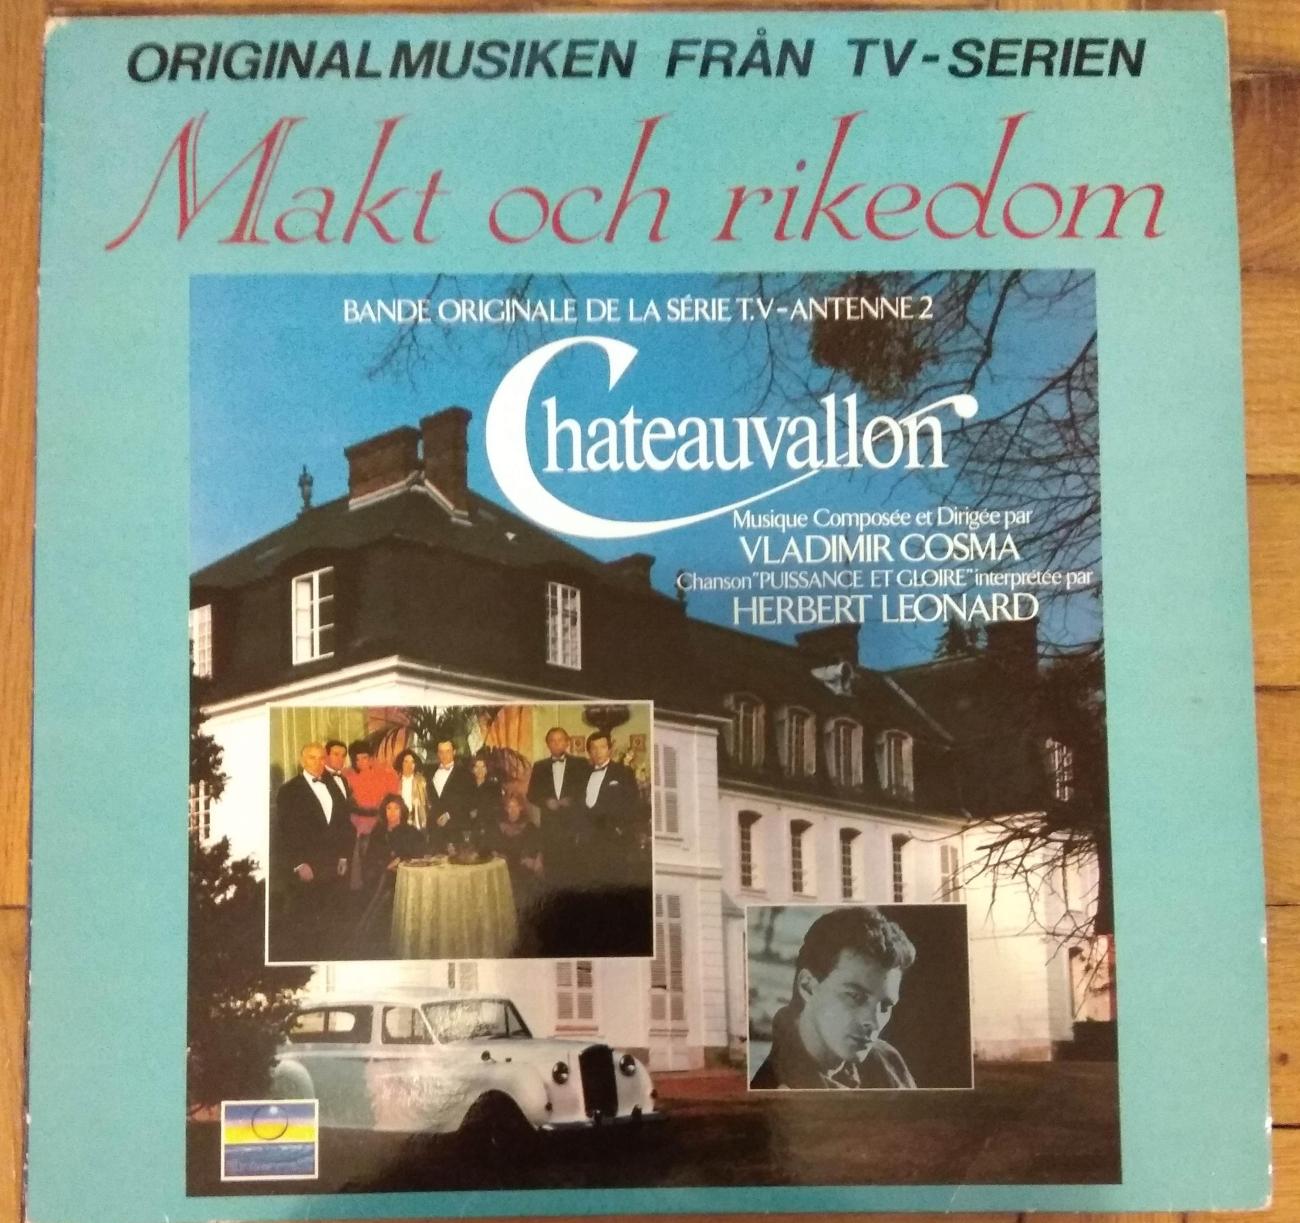 ORIGINALMUSIKEN FRÅN TV-SERIEN
Makt och rikedom
BANDE ORIGINALE DE LA SÉRIE T.V-ANTENNE 2
Chateauvallon
Musique Composée et Dirigée par
VLADIMIR COSMA
Chanson "PUISSANCE ET GLOIRE" interprétée par
HERBERT LEONARD